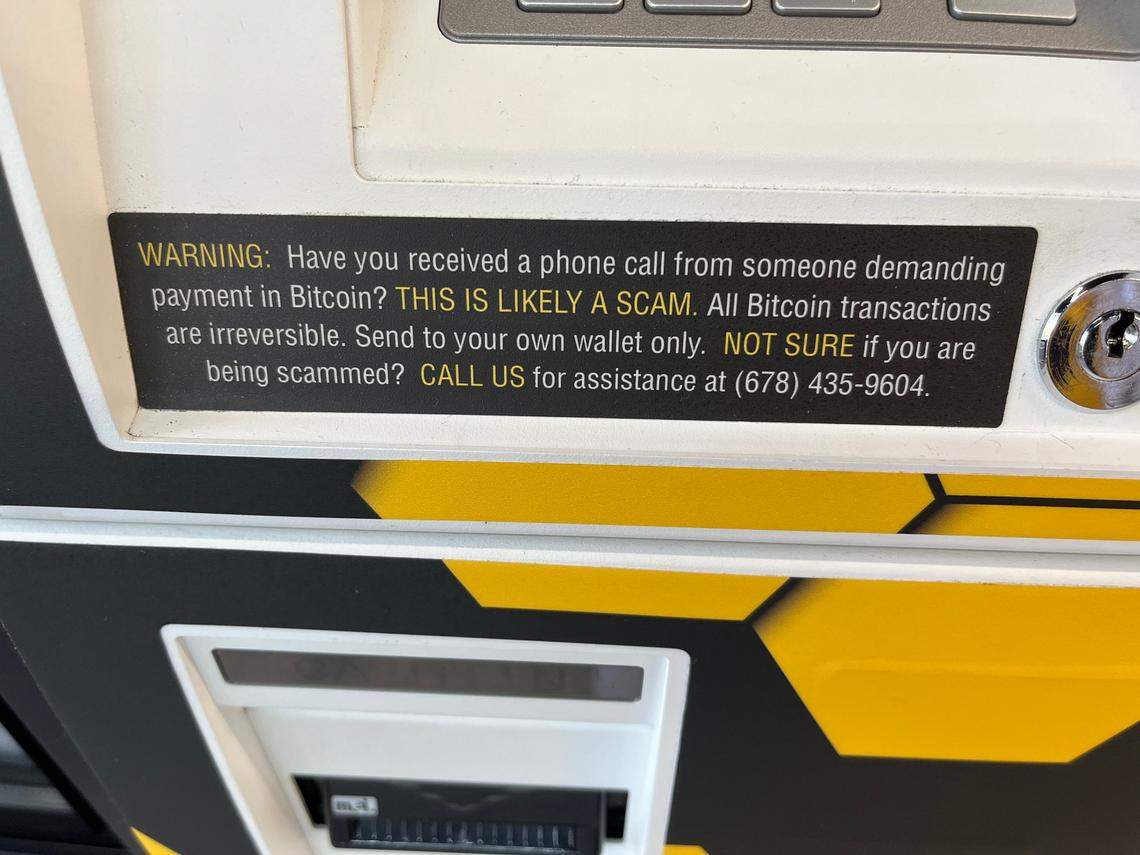 WARNING: Have you received a phone call from someone demanding
payment in Bitcoin? THIS IS LIKELY A SCAM. All Bitcoin transactions
are irreversible. Send to your own wallet only. NOT SURE if you are
being scammed? CALL US for assistance at (678) 435-9604.
mei.